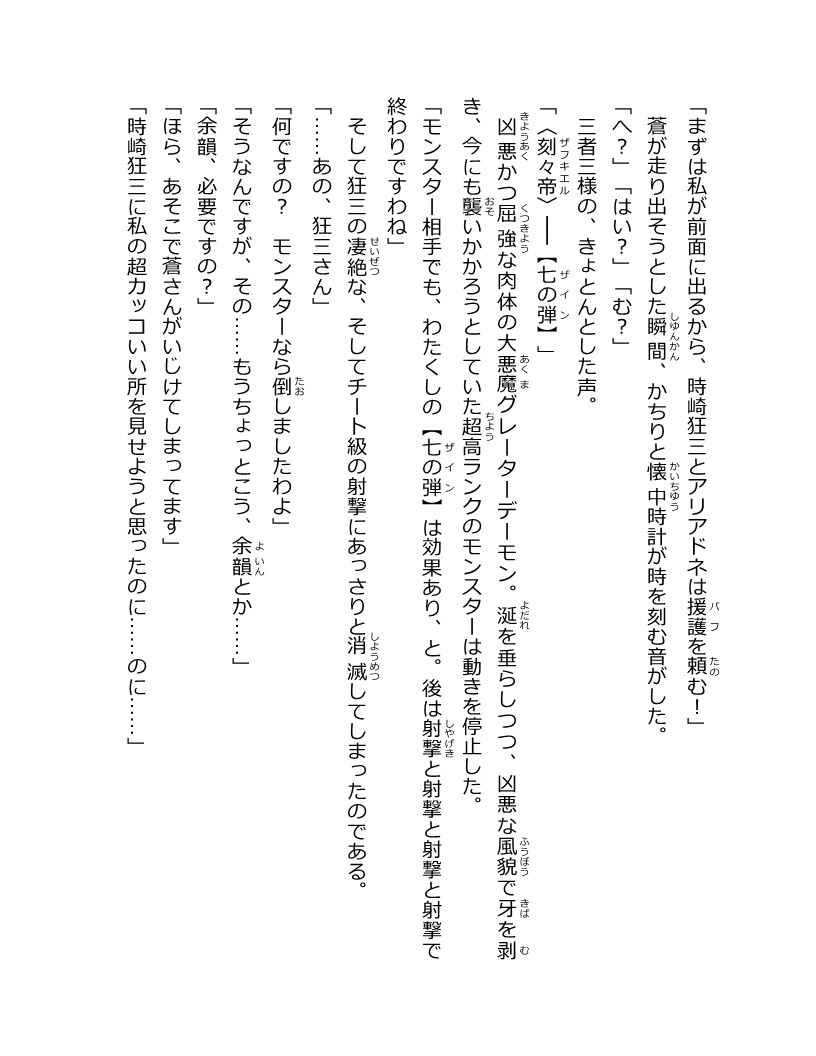 「まずは私が前面に出るから、時崎狂三とアリアドネは援護を頼む！」
蒼が走り出そうとした瞬間、かちりと懐中時計が時を刻む音がした。
「へ？」「はい？」「む？」
三者三様の、きょとんとした声。
「〈刻々帝〉──【七の弾】」
凶悪かつ屈強な肉体の大悪魔グレーターデーモン。涎を垂らしつつ、凶悪な風貌で牙を剥
き、今にも襲いかかろうとしていた超高ランクのモンスターは動きを停止した。
「モンスター相手でも、わたくしの【七の弾】は効果あり、と。後は射撃と射撃と射撃と射撃で
終わりですわね」
そして狂三の凄絶な、そしてチート級の射撃にあっさりと消滅してしまったのである。
「……あの、狂三さん」
「何ですの？　モンスターなら倒しましたわよ」
「そうなんですが、その……もうちょっとこう、余韻とか……」
「余韻、必要ですの？」
「ほら、あそこで蒼さんがいじけてしまってます」
「時崎狂三に私の超カッコいい所を見せようと思ったのに……のに……」